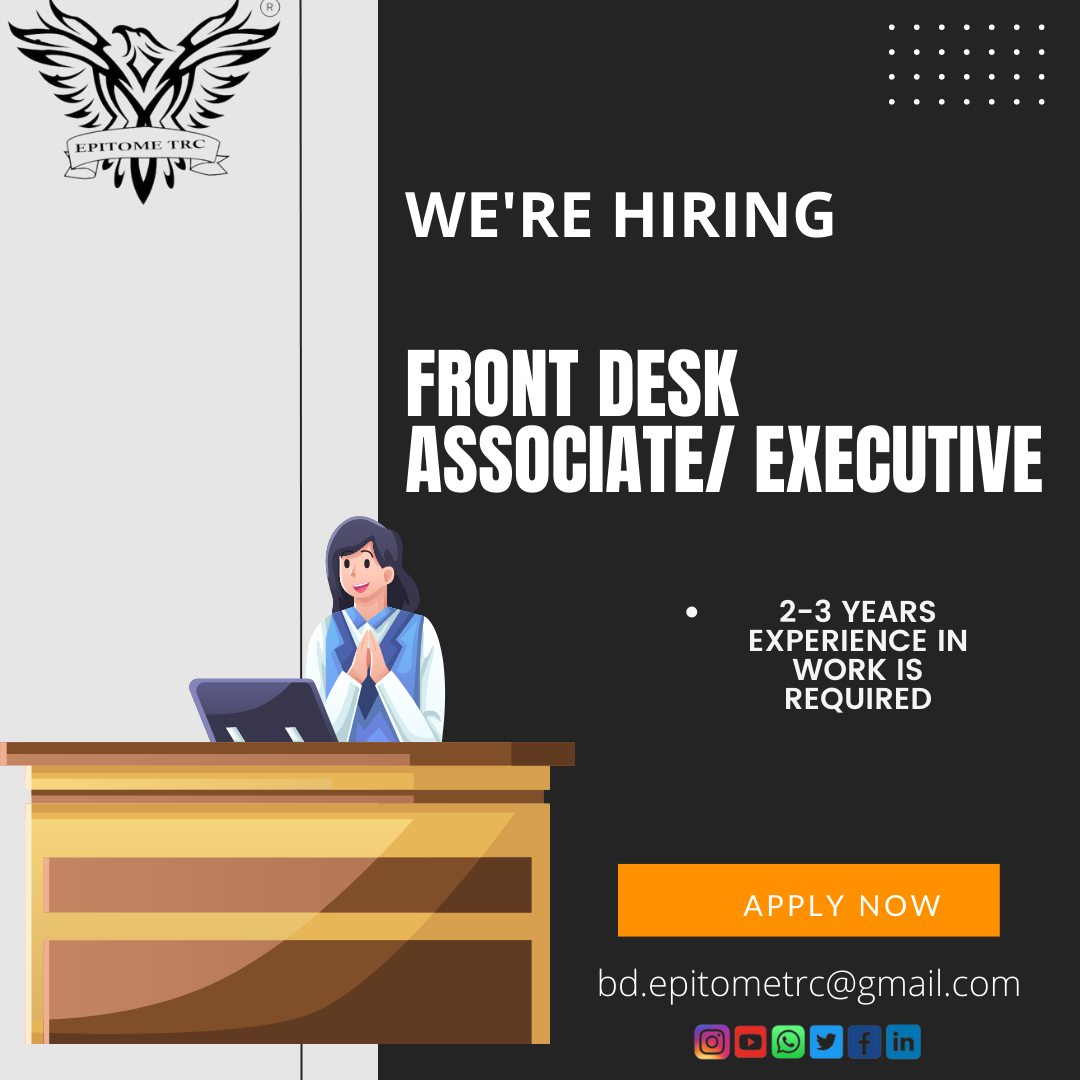 ®
EPITOME TRC
WE'RE HIRING
FRONT DESK
ASSOCIATE/ EXECUTIVE
• 2-3 YEARS
EXPERIENCE IN
WORK IS
REQUIRED
APPLY NOW
bd.epitometrc@gmail.com